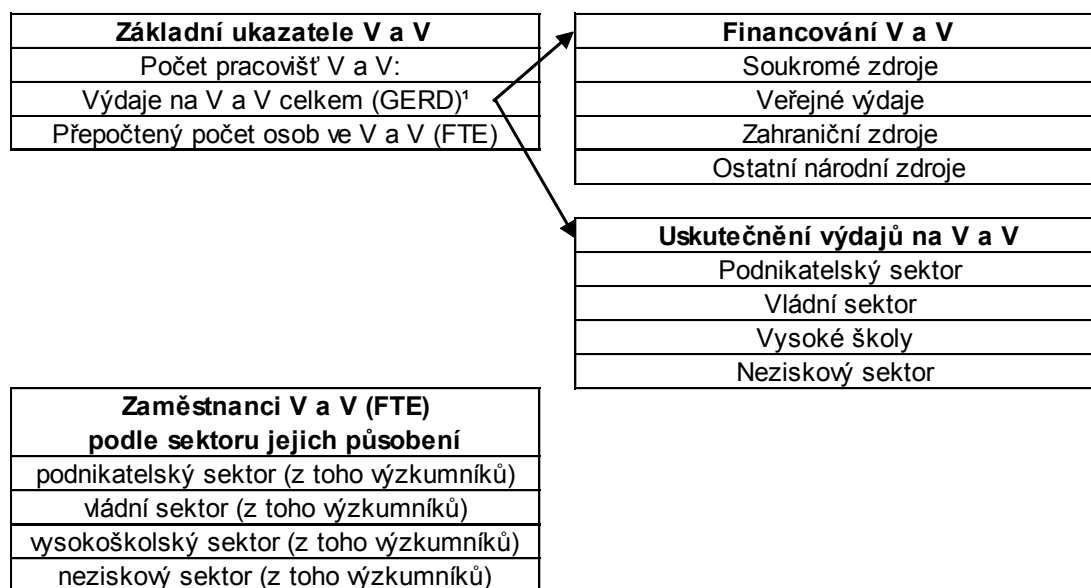 Základní ukazatele V a V
Počet pracovišť V a V:
Výdaje na V a V celkem (GERD)¹
Přepočtený počet osob ve V a V (FTE)
Financování V a V
Soukromé zdroje
Veřejné výdaje
Zahraniční zdroje
Ostatní národní zdroje
Uskutečnění výdajů na V a V
Podnikatelský sektor
Vládní sektor
Vysoké školy
Neziskový sektor
Zaměstnanci V a V (FTE)
podle sektoru jejich působení
podnikatelský sektor (z toho výzkumníků)
vládní sektor (z toho výzkumníků)
vysokoškolský sektor (z toho výzkumníků)
neziskový sektor (z toho výzkumníků)